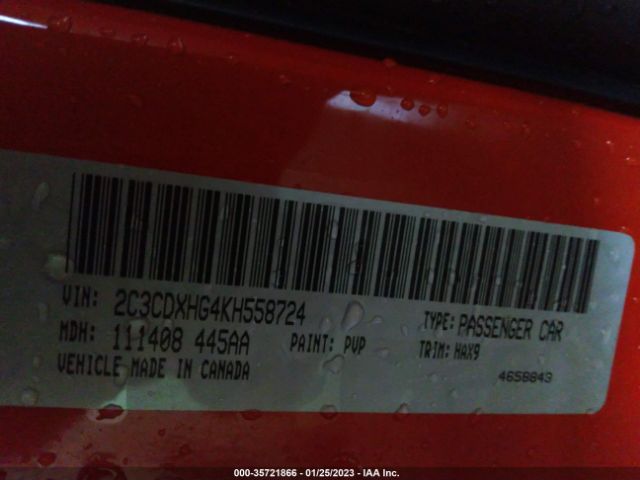 VIN: 2C3CDXHG4KH558724
TYPE: PASSENGER CAR
MDH: 111408 445AA
PAINT: PVP
TRIM: HAX9
VEHICLE MADE IN CANADA
4658843
000-35721866 - 01/25/2023 - IAA Inc.